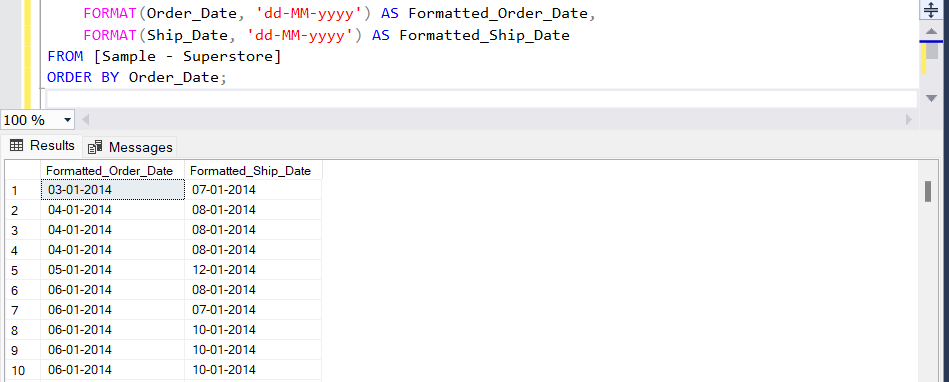 FORMAT(Order_Date, 'dd-MM-yyyy') AS Formatted_Order_Date,
FORMAT(Ship_Date, 'dd-MM-yyyy') AS Formatted_Ship_Date
FROM [Sample - Superstore]
ORDER BY Order_Date;
100 %
Results Messages
Formatted_Order_Date Formatted_Ship_Date
1 03-01-2014 07-01-2014
2 04-01-2014 08-01-2014
3 04-01-2014 08-01-2014
4 04-01-2014 08-01-2014
5 05-01-2014 12-01-2014
6 06-01-2014 08-01-2014
7 06-01-2014 07-01-2014
8 06-01-2014 10-01-2014
9 06-01-2014 10-01-2014
10 06-01-2014 10-01-2014